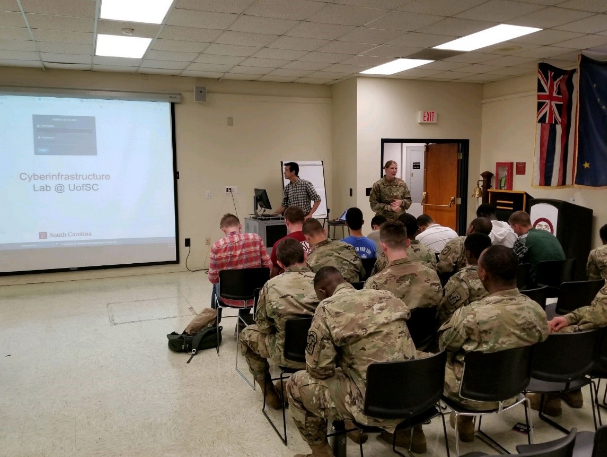 Cyberinfrastructure
Lab @ UofSC
South Carolina
EXIT